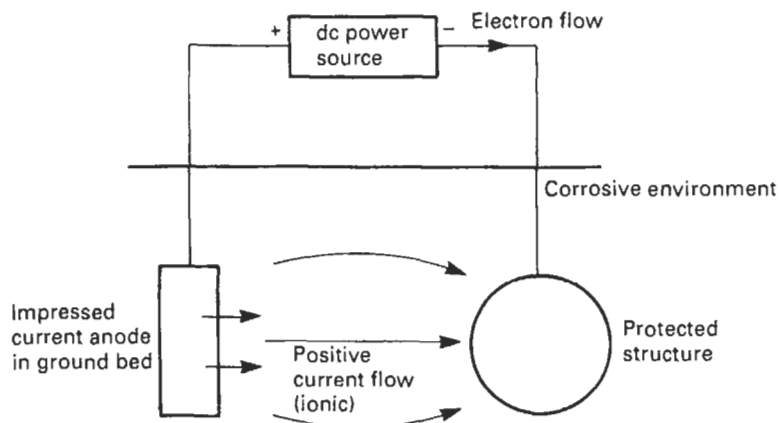 Electron flow
+
dc power
source
−
Corrosive environment
Impressed
current anode
in ground bed
Positive
current flow
(ionic)
Protected
structure